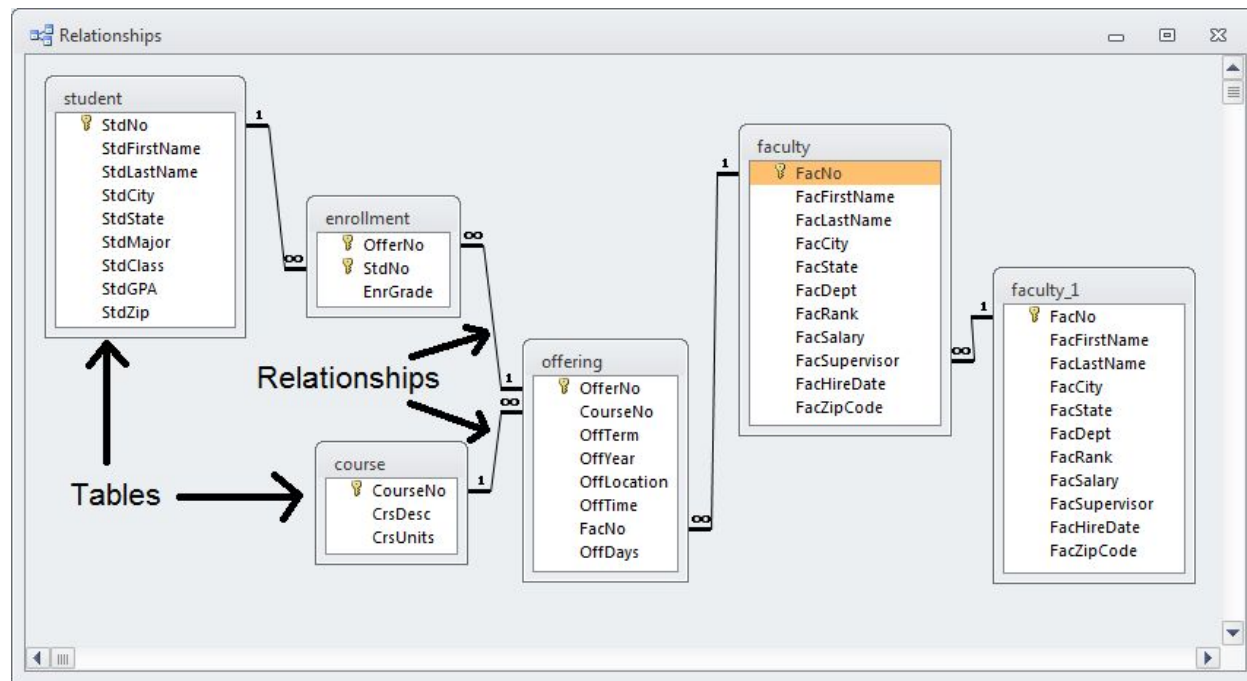 Relationships
student
StdNo
StdFirstName
StdLastName
StdCity
StdState
StdMajor
StdClass
StdGPA
StdZip
1
∞
enrollment
OfferNo
StdNo
EnrGrade
∞
1
Relationships
Tables
course
CourseNo
CrsDesc
CrsUnits
1
∞
offering
OfferNo
CourseNo
OffTerm
OffYear
OffLocation
OffTime
FacNo
OffDays
∞
1
faculty
FacNo
FacFirstName
FacLastName
FacCity
FacState
FacDept
FacRank
FacSalary
FacSupervisor
FacHireDate
FacZipCode
∞
1
faculty_1
FacNo
FacFirstName
FacLastName
FacCity
FacState
FacDept
FacRank
FacSalary
FacSupervisor
FacHireDate
FacZipCode